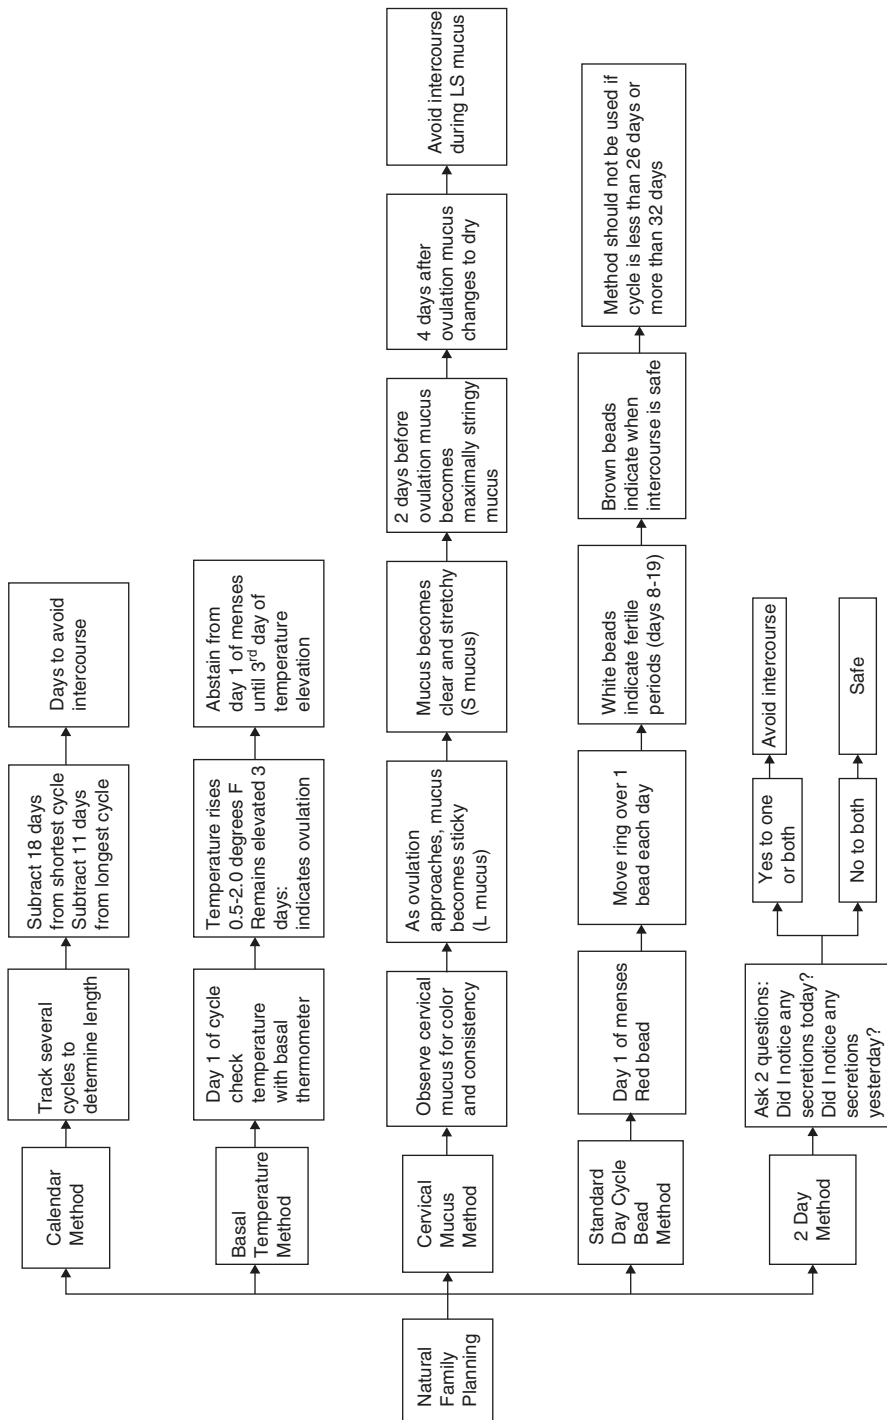 Natural
Family
Planning
Calendar
Method
Track several
cycles to
determine length
Subract 18 days
from shortest cycle
Subtract 11 days
from longest cycle
Days to avoid
intercourse
Basal
Temperature
Method
Day 1 of cycle
check
temperature
with basal
thermometer
Temperature rises
0.5-2.0 degrees F
Remains elevated 3
days:
indicates ovulation
Abstain from
day 1 of menses
until 3rd day of
temperature
elevation
Cervical
Mucus
Method
Observe cervical
mucus for color
and consistency
As ovulation
approaches, mucus
becomes sticky
(L mucus)
Mucus becomes
clear and stretchy
(S mucus)
2 days before
ovulation mucus
becomes
maximally stringy
mucus
4 days after
ovulation mucus
changes to dry
Avoid intercourse
during LS mucus
Standard
Day Cycle
Bead
Method
Day 1 of menses
Red bead
Move ring over 1
bead each day
White beads
indicate fertile
periods (days 8-19)
Brown beads
indicate when
intercourse is safe
Method should not be used if
cycle is less than 26 days or
more than 32 days
2 Day
Method
Ask 2 questions:
Did I notice any
secretions today?
Did I notice any
secretions
yesterday?
Yes to one
or both
Avoid intercourse
No to both
Safe